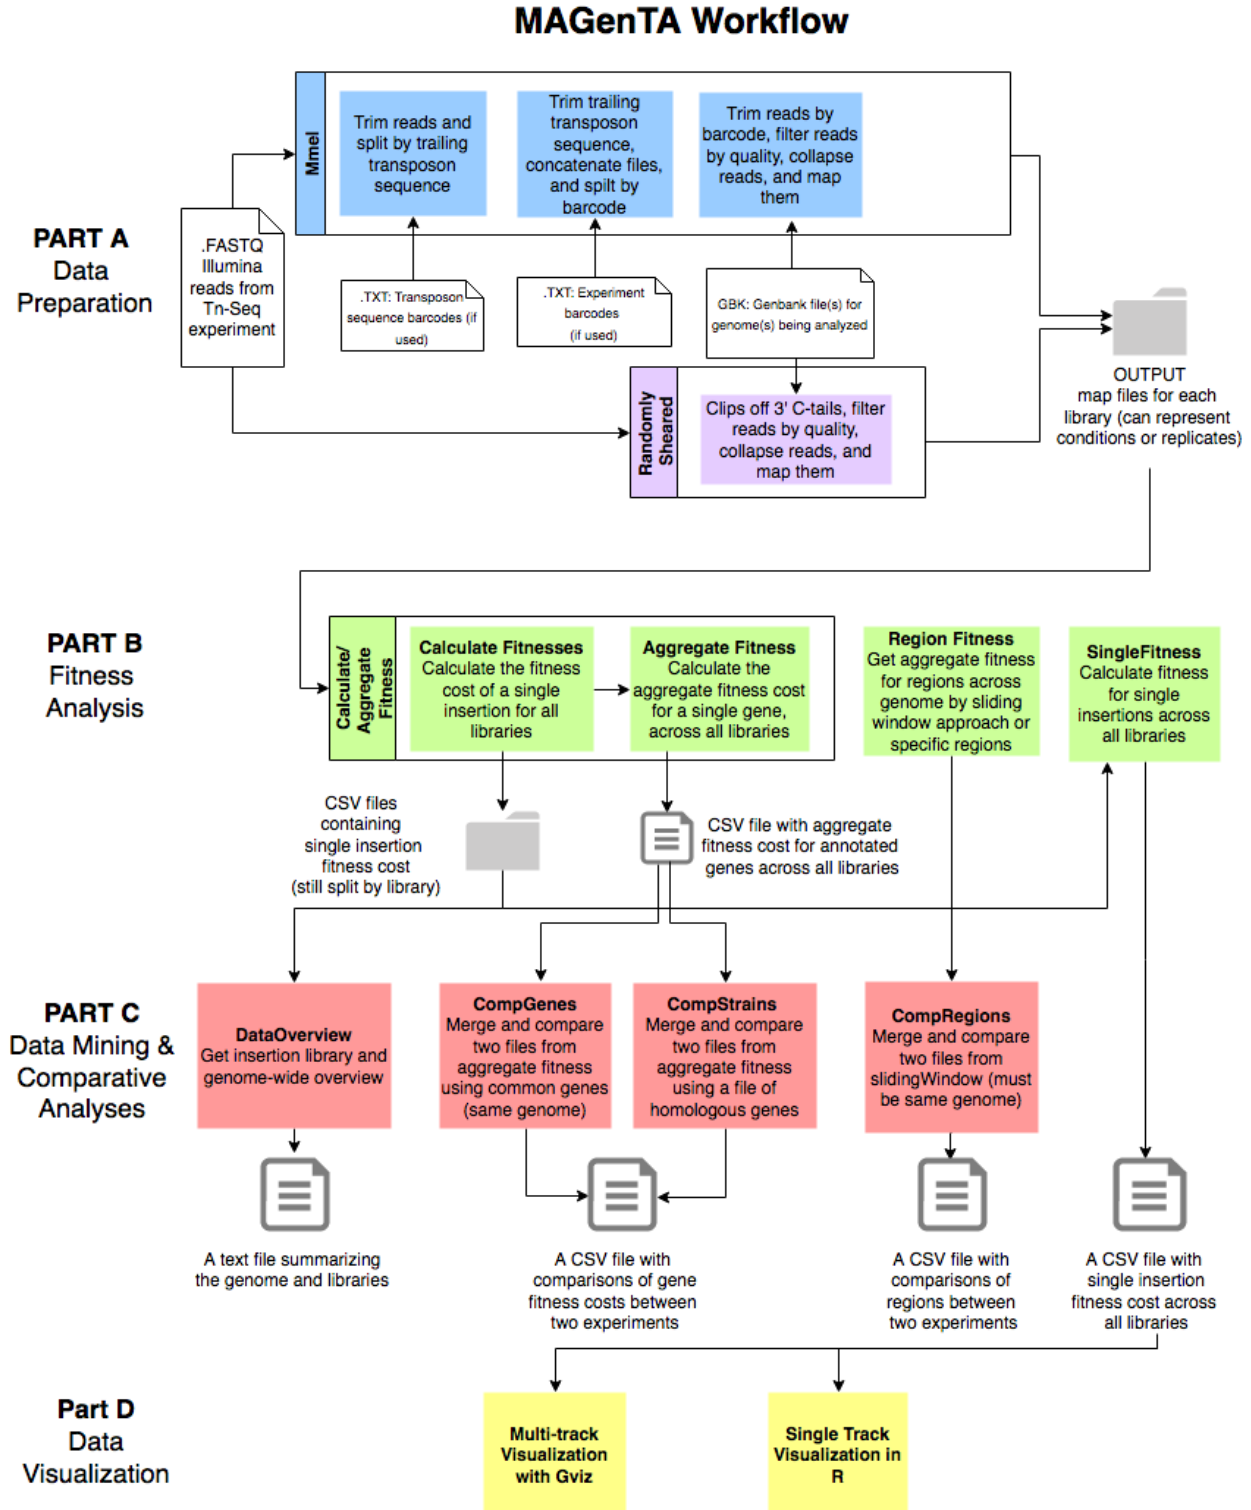 MAGenTA Workflow
PART A
Data
Preparation
.FASTQ
Illumina
reads from
Tn-Seq
experiment
MmeI
Trim reads and
split by trailing
transposon
sequence
Trim trailing
transposon
sequence,
concatenate files,
and spilt by
barcode
Trim reads by
barcode, filter reads
by quality, collapse
reads, and map
them
.TXT: Transposon
sequence barcodes (if
used)
.TXT: Experiment
barcodes
(if used)
GBK: Genbank file(s) for
genome(s) being analyzed
Randomly
Sheared
Clips off 3' C-tails, filter
reads by quality,
collapse reads, and
map them
OUTPUT
map files for each
library (can represent
conditions or replicates)
PART B
Fitness
Analysis
Calculate/
Aggregate
Fitness
Calculate Fitnesses
Calculate the fitness
cost of a single
insertion for all
libraries
Aggregate Fitness
Calculate the
aggregate fitness cost
for a single gene,
across all libraries
Region Fitness
Get aggregate fitness
for regions across
genome by sliding
window approach or
specific regions
SingleFitness
Calculate fitness
for single
insertions across
all libraries
CSV files
containing
single insertion
fitness cost
(still split by library)
CSV file with aggregate
fitness cost for annotated
genes across all libraries
PART C
Data Mining &
Comparative
Analyses
DataOverview
Get insertion library and
genome-wide overview
CompGenes
Merge and compare
two files from
aggregate fitness
using common genes
(same genome)
CompStrains
Merge and compare
two files from
aggregate fitness
using a file of
homologous genes
CompRegions
Merge and compare
two files from
slidingWindow (must
be same genome)
A text file summarizing
the genome and libraries
A CSV file with
comparisons of gene
fitness costs between
two experiments
A CSV file with
comparisons of
regions between
two experiments
A CSV file with
single insertion
fitness cost across
all libraries
Part D
Data
Visualization
Multi-track
Visualization
with Gviz
Single Track
Visualization in
R